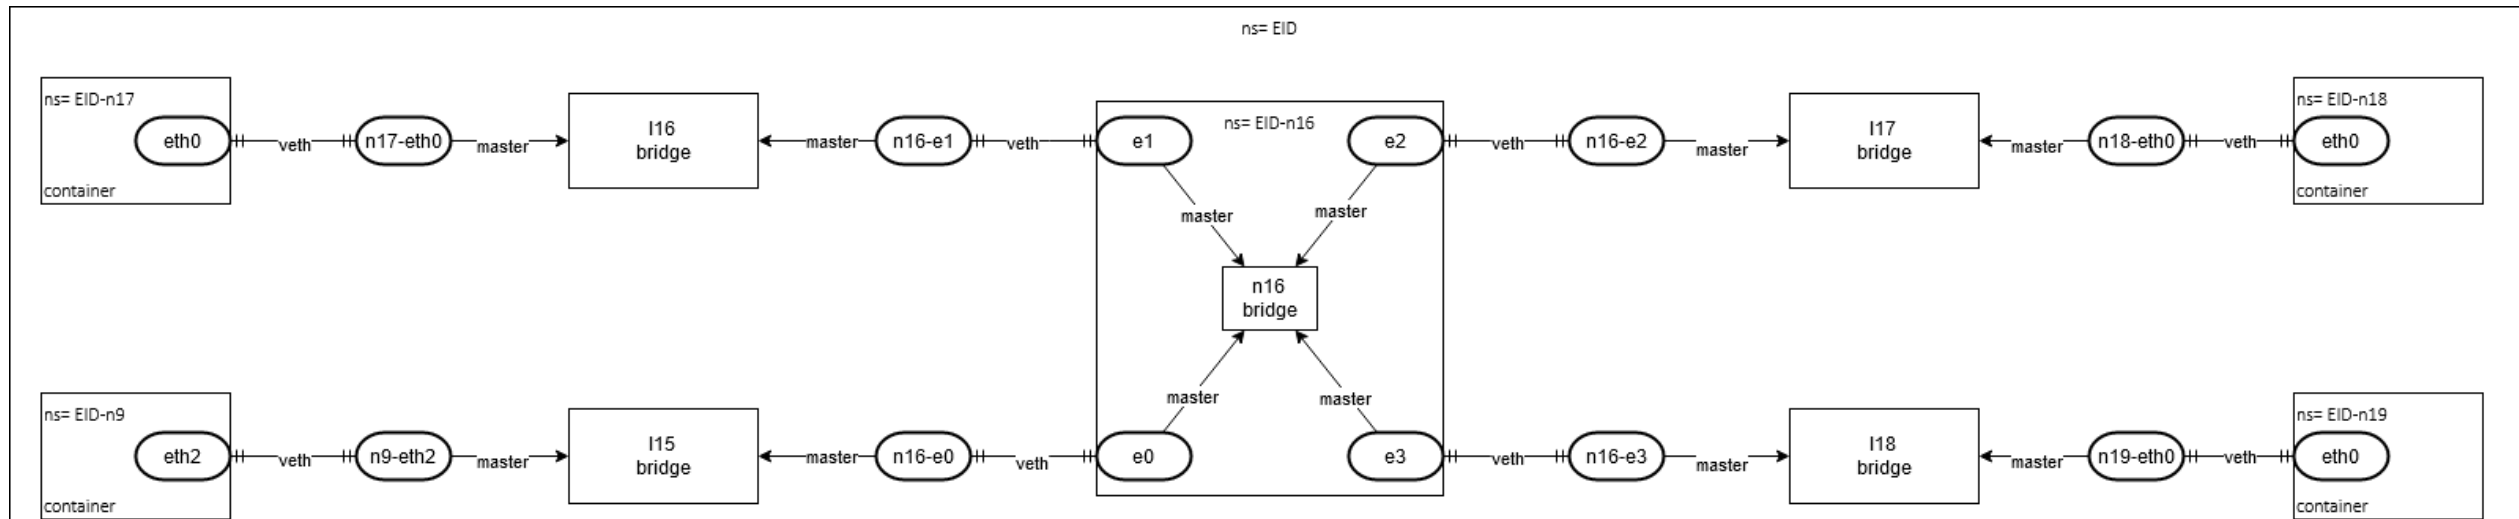 ns= EID
ns= EID-n17
eth0
container
veth
n17-eth0
master
l16
bridge
master
n16-e1
veth
e1
ns= EID-n16
e2
veth
n16-e2
master
l17
bridge
master
n18-eth0
veth
ns= EID-n18
eth0
container
master
master
n16
bridge
master
master
ns= EID-n9
eth2
container
veth
n9-eth2
master
l15
bridge
master
n16-e0
veth
e0
e3
veth
n16-e3
master
l18
bridge
master
n19-eth0
veth
ns= EID-n19
eth0
container